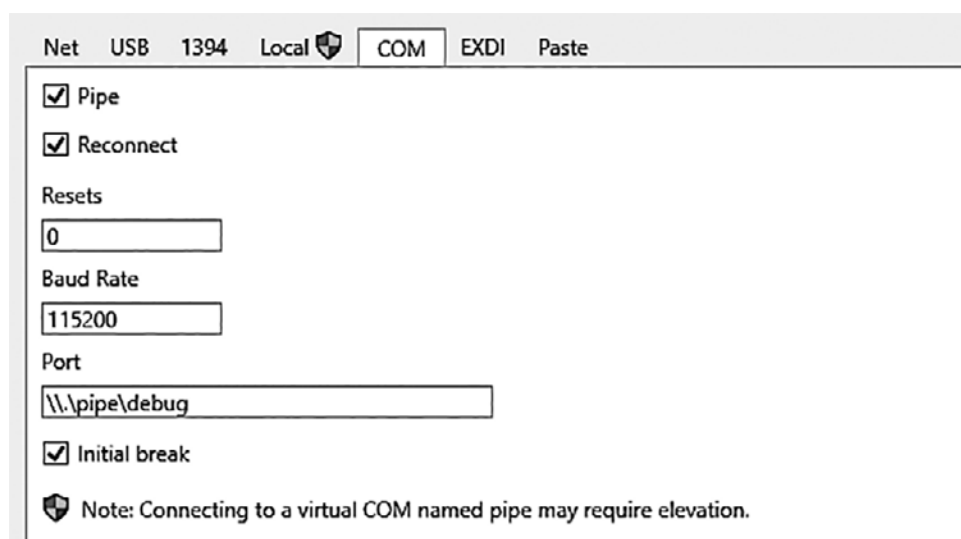 Net USB 1394 Local COM EXDI Paste
Pipe
Reconnect
Resets
0
Baud Rate
115200
Port
\\.\pipe\debug
Initial break
Note: Connecting to a virtual COM named pipe may require elevation.